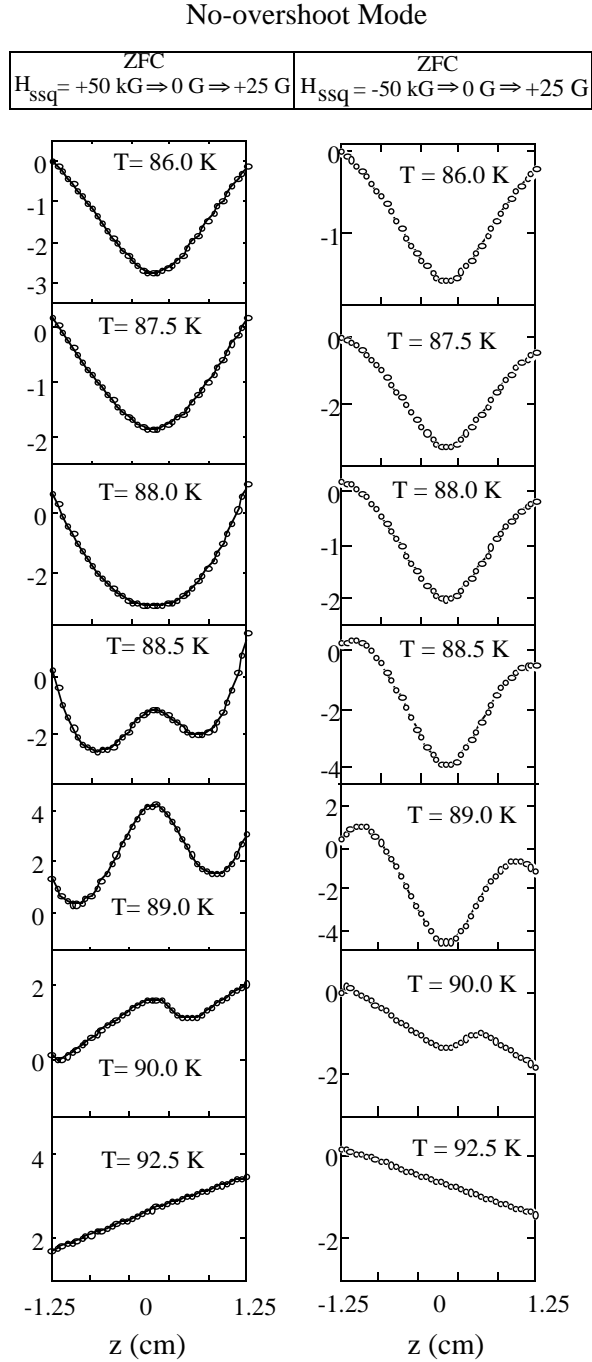 No-overshoot Mode
ZFC
H_ssq= +50 kG⇒0 G⇒+25 G
ZFC
H_ssq= -50 kG⇒0 G⇒+25 G
T= 86.0 K
0
-1
-2
-3
T = 86.0 K
0
-1
T= 87.5 K
0
-1
-2
T = 87.5 K
0
-2
T= 88.0 K
0
-2
T = 88.0 K
0
-1
-2
T= 88.5 K
0
-2
T = 88.5 K
0
-2
-4
4
2
0
T= 89.0 K
T = 89.0 K
2
0
-2
-4
2
0
T= 90.0 K
T = 90.0 K
0
-2
T= 92.5 K
4
2
T = 92.5 K
0
-2
-1.25 0 1.25
-1.25 0 1.25
z (cm)
z (cm)